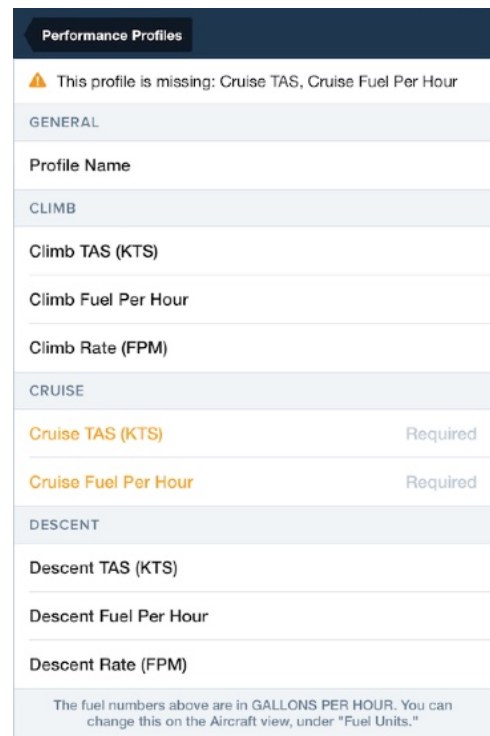 Performance Profiles
This profile is missing: Cruise TAS, Cruise Fuel Per Hour
GENERAL
Profile Name
CLIMB
Climb TAS (KTS)
Climb Fuel Per Hour
Climb Rate (FPM)
CRUISE
Cruise TAS (KTS) Required
Cruise Fuel Per Hour Required
DESCENT
Descent TAS (KTS)
Descent Fuel Per Hour
Descent Rate (FPM)
The fuel numbers above are in GALLONS PER HOUR. You can
change this on the Aircraft view, under "Fuel Units."